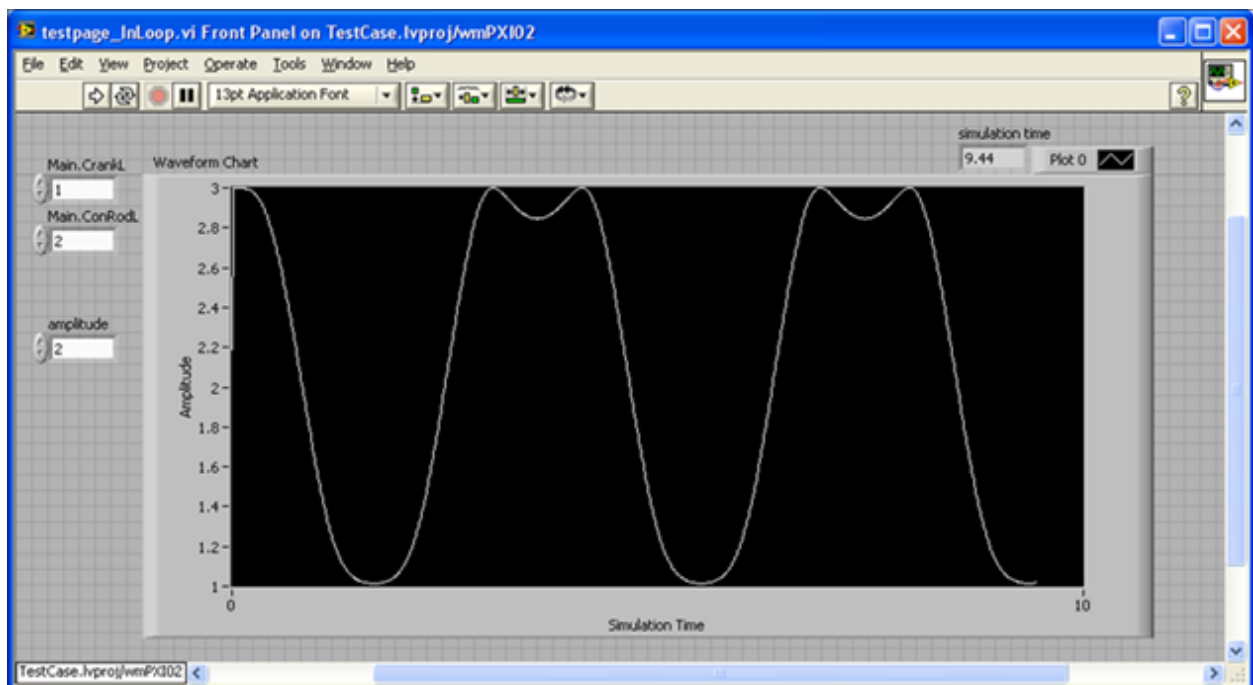 testpage_InLoop.vi Front Panel on TestCase.lvproj/wmPXI02
File Edit View Project Operate Tools Window Help
13pt Application Font
simulation time
9.44
Plot 0
Main.CrankL
1
Main.ConRodL
2
amplitude
2
Waveform Chart
Amplitude
3
2.8
2.6
2.4
2.2
2
1.8
1.6
1.4
1.2
1
0
10
Simulation Time
TestCase.lvproj/wmPXI02